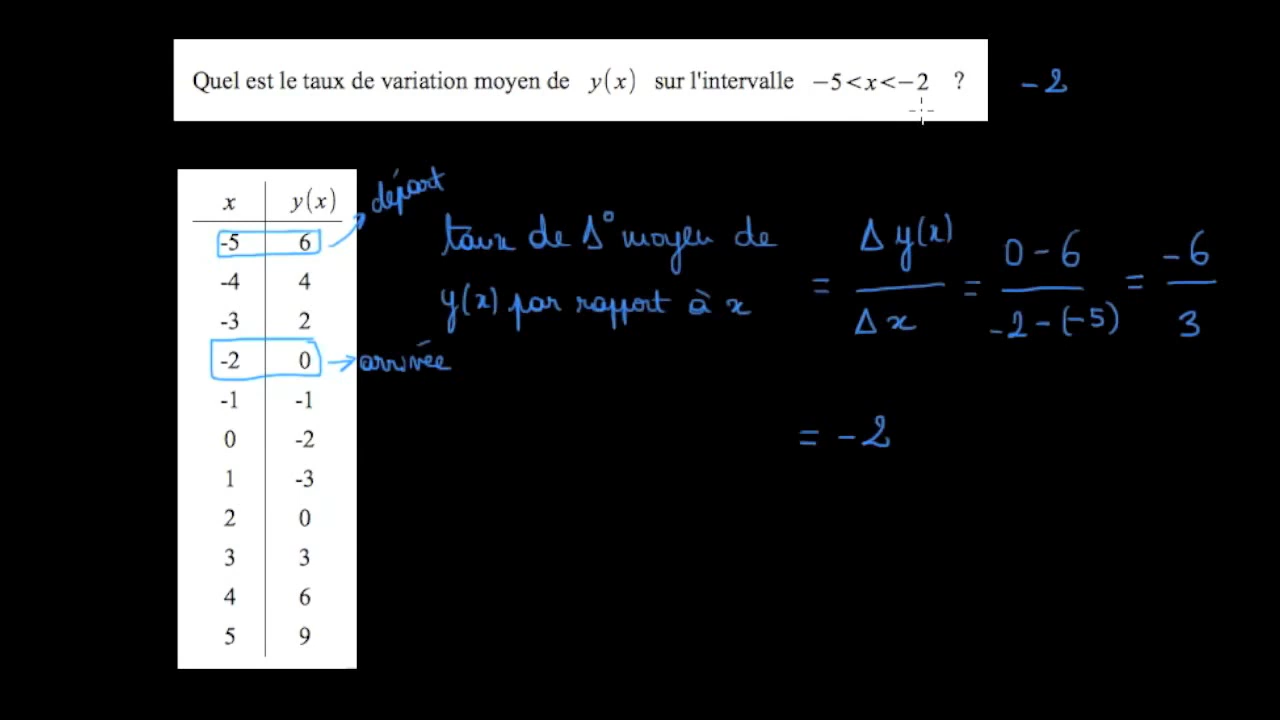 Quel est le taux de variation moyen de y(x) sur l'intervalle −5<x<−2 ?
-2
x y(x)
-5 6
-4 4
-3 2
-2 0
-1 -1
0 -2
1 -3
2 0
3 3
4 6
5 9
départ
arrivée
taux de Δ° moyen de
y(x) par rapport à x
= Δy(x) / Δx = 0-6 / -2-(-5) = -6 / 3
= -2